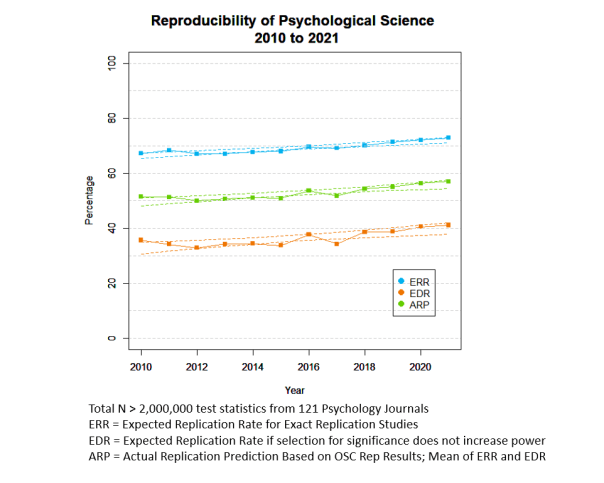 Reproducibility of Psychological Science
2010 to 2021
100
80
60
40
20
0
Percentage
ERR
EDR
ARP
2010 2012 2014 2016 2018 2020
Year
Total N > 2,000,000 test statistics from 121 Psychology Journals
ERR = Expected Replication Rate for Exact Replication Studies
EDR = Expected Replication Rate if selection for significance does not increase power
ARP = Actual Replication Prediction Based on OSC Rep Results; Mean of ERR and EDR